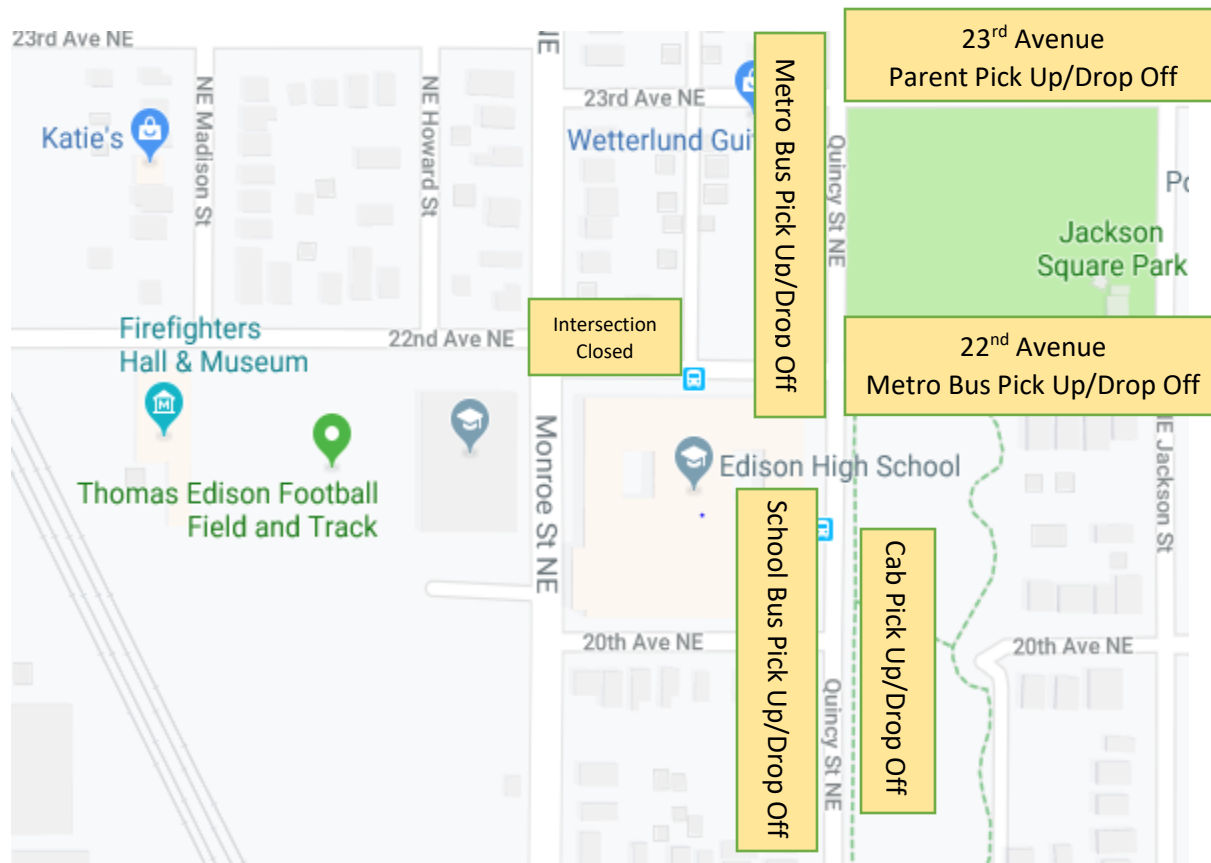 23rd Ave NE
NE Madison St
NE Howard St
NE
23rd Ave NE
Metro Bus Pick Up/Drop Off
23rd Avenue
Parent Pick Up/Drop Off
Katie's
Wetterlund Gui
Quincy St NE
Jackson
Square Park
Firefighters
Hall & Museum
22nd Ave NE
Intersection
Closed
22nd Avenue
Metro Bus Pick Up/Drop Off
Monroe St NE
Edison High School
NE Jackson St
Thomas Edison Football
Field and Track
School Bus Pick Up/Drop Off
Cab Pick Up/Drop Off
20th Ave NE
20th Ave NE
Quincy St NE